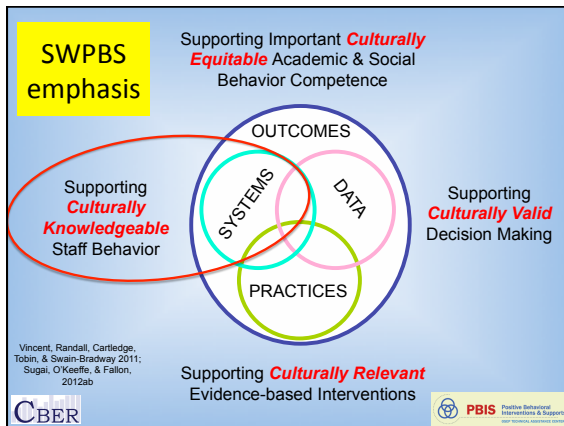 SWPBS
emphasis
Supporting Important Culturally
Equitable Academic & Social
Behavior Competence
OUTCOMES
SYSTEMS
DATA
PRACTICES
Supporting
Culturally
Knowledgeable
Staff Behavior
Supporting
Culturally Valid
Decision Making
Vincent, Randall, Cartledge,
Tobin, & Swain-Bradway 2011;
Sugai, O'Keeffe, & Fallon,
2012ab
Supporting Culturally Relevant
Evidence-based Interventions
CBER
PBIS
Positive Behavioral
Interventions & Supports